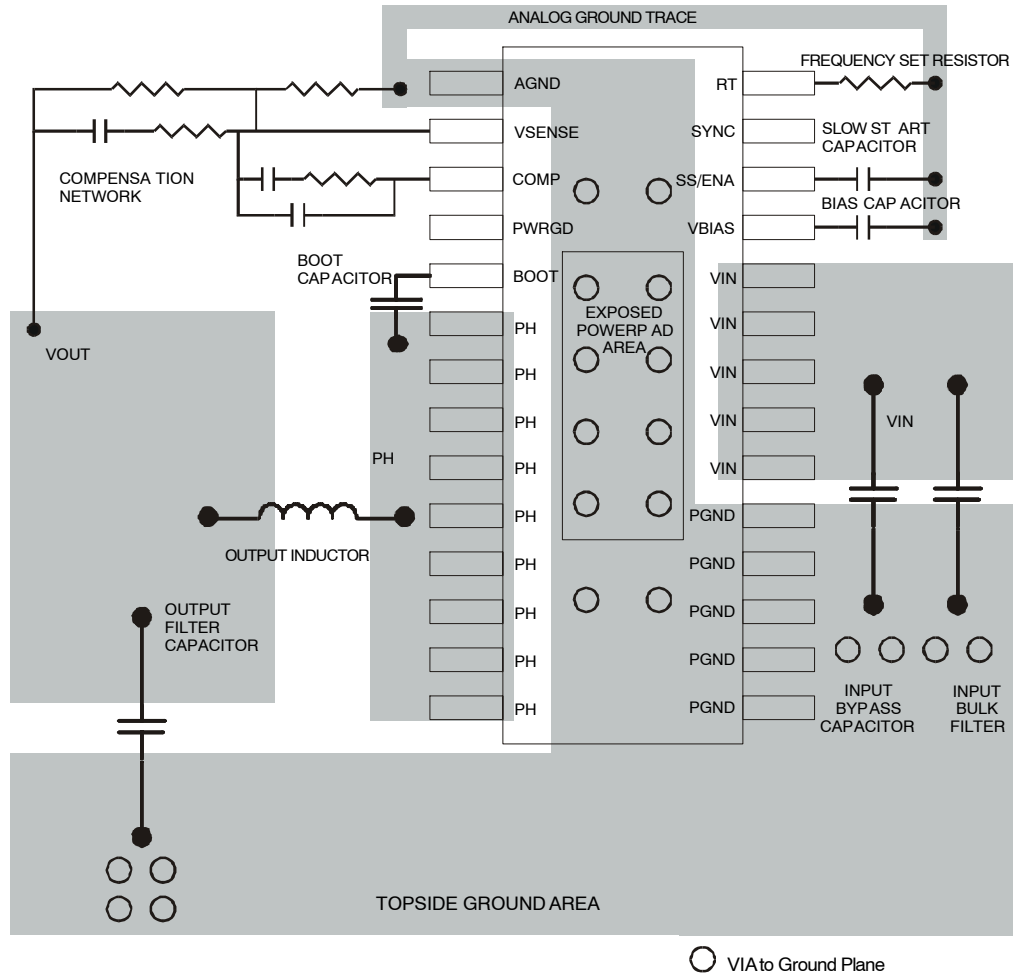 ANALOG GROUND TRACE
FREQUENCY SET RESISTOR
AGND
RT
VSENSE
SYNC
SLOW ST ART
CAPACITOR
COMPENSA TION
NETWORK
COMP
SS/ENA
BIAS CAP ACITOR
PWRGD
VBIAS
BOOT
CAPACITOR
BOOT
VIN
EXPOSED
POWERP AD
AREA
PH
VIN
VOUT
PH
VIN
PH
VIN
VIN
PH
PH
VIN
PH
PGND
OUTPUT INDUCTOR
PH
PGND
OUTPUT
FILTER
CAPACITOR
PH
PGND
PH
PGND
PH
PGND
INPUT
BYPASS
CAPACITOR
INPUT
BULK
FILTER
TOPSIDE GROUND AREA
VIA to Ground Plane